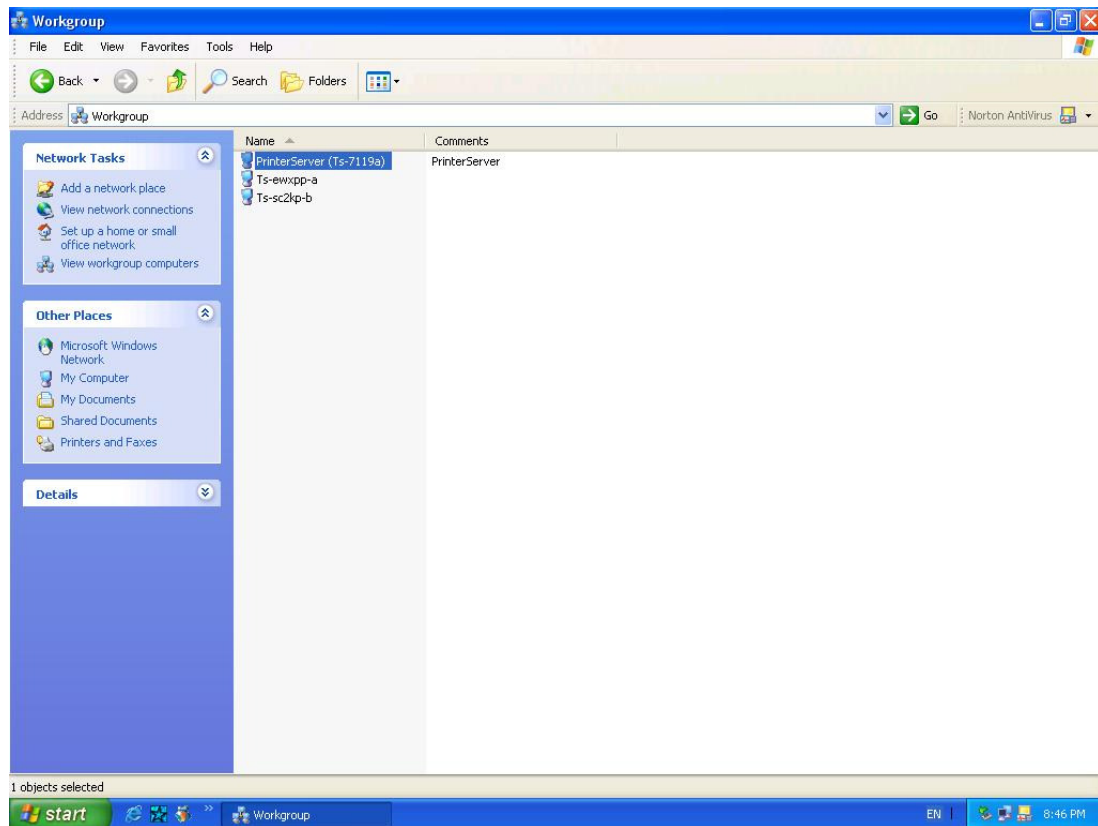 Workgroup
File Edit View Favorites Tools Help
Back Search Folders
Address Workgroup Go Norton AntiVirus
Network Tasks
Add a network place
View network connections
Set up a home or small
office network
View workgroup computers
Other Places
Microsoft Windows
Network
My Computer
My Documents
Shared Documents
Printers and Faxes
Details
Name Comments
PrinterServer (Ts-7119a) PrinterServer
Ts-ewxpp-a
Ts-sc2kp-b
1 objects selected
start Workgroup EN 8:46 PM